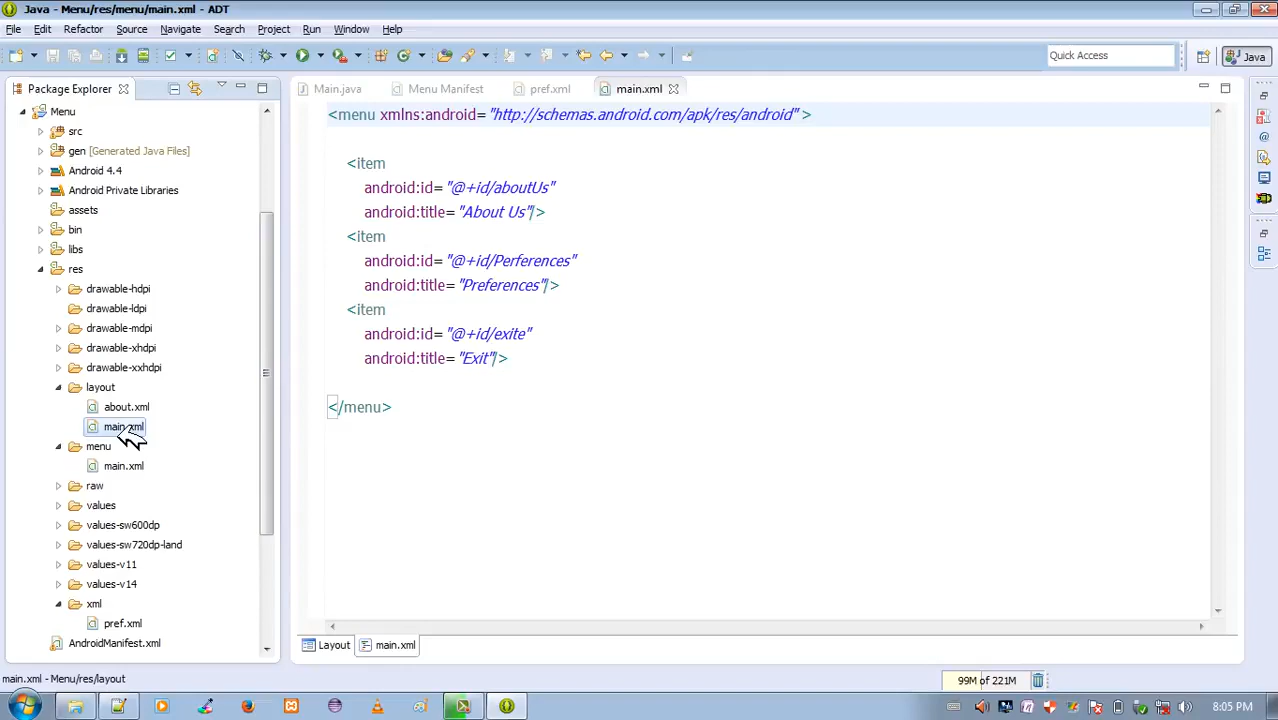 Java - Menu/res/menu/main.xml - ADT
File Edit Refactor Source Navigate Search Project Run Window Help
Quick Access
Java
Package Explorer
Main.java
Menu Manifest
pref.xml
main.xml
Menu
src
gen [Generated Java Files]
Android 4.4
Android Private Libraries
assets
bin
libs
res
drawable-hdpi
drawable-ldpi
drawable-mdpi
drawable-xhdpi
drawable-xxhdpi
layout
about.xml
main.xml
menu
main.xml
raw
values
values-sw600dp
values-sw720dp-land
values-v11
values-v14
xml
pref.xml
AndroidManifest.xml
<menu xmlns:android="http://schemas.android.com/apk/res/android" >
<item
android:id="@+id/aboutUs"
android:title="About Us"/>
<item
android:id="@+id/Perferences"
android:title="Preferences"/>
<item
android:id="@+id/exite"
android:title="Exit"/>
</menu>
Layout
main.xml
main.xml - Menu/res/layout
99M of 221M
8:05 PM